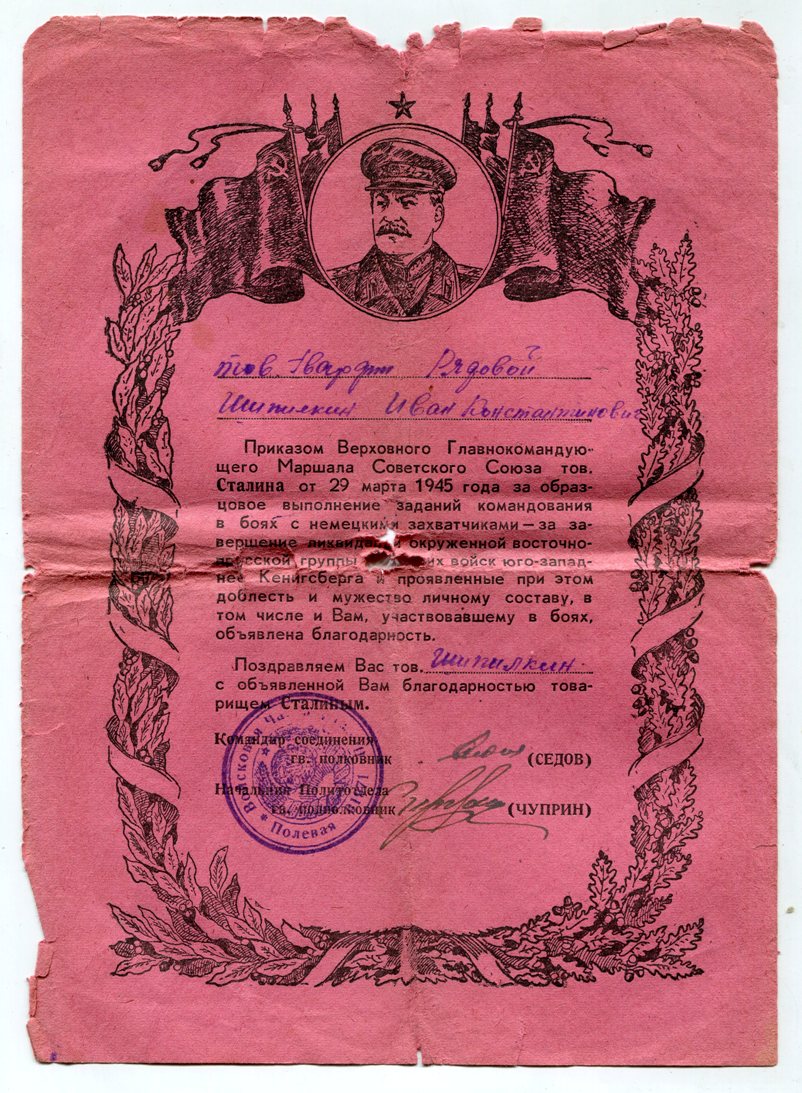 тов. Гвардт Рядовой
Шипилкин Иван Константинович
Приказом Верховного Главнокомандую-
щего Маршала Советского Союза тов.
Сталина от 29 марта 1945 года за образ-
цовое выполнение заданий командования
в боях с немецкими захватчиками — за за-
вершение окруженной восточно-
прусской группы войск юго-запад-
нее Кенигсберга и проявленные при этом
доблесть и мужество личному составу, в
том числе и Вам, участвовавшему в боях,
объявлена благодарность.
Поздравляем Вас тов. Шипилкин
с объявленной Вам благодарностью това-
рищем Сталиным.
Командир соединения
гв. полковник (СЕДОВ)
Начальник Политотдела
гв. подполковник (ЧУПРИН)
Войсковая
Полевая